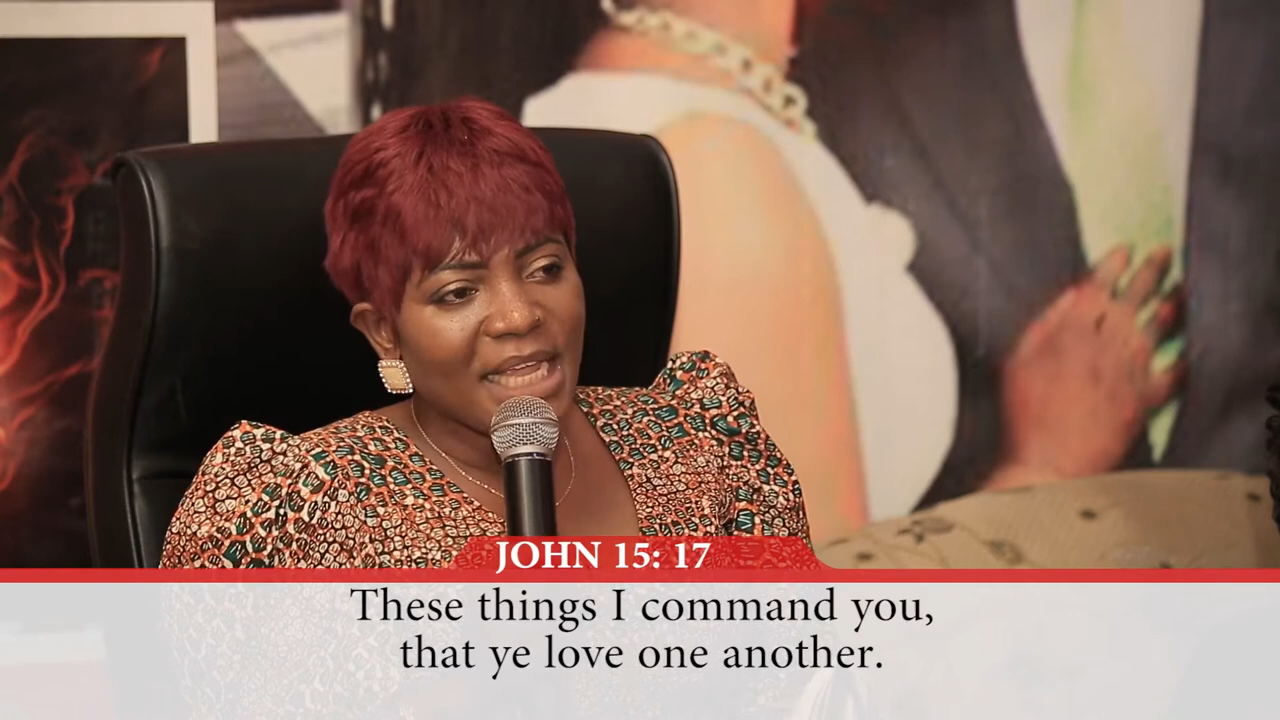 JOHN 15: 17
These things I command you,
that ye love one another.